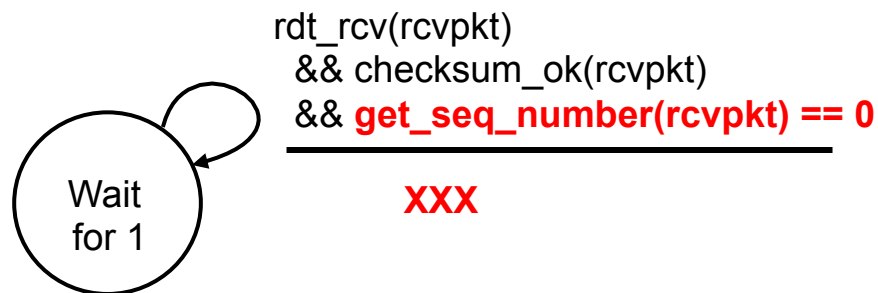 rdt_rcv(rcvpkt)
&& checksum_ok(rcvpkt)
&& get_seq_number(rcvpkt) == 0
XXX
Wait
for 1